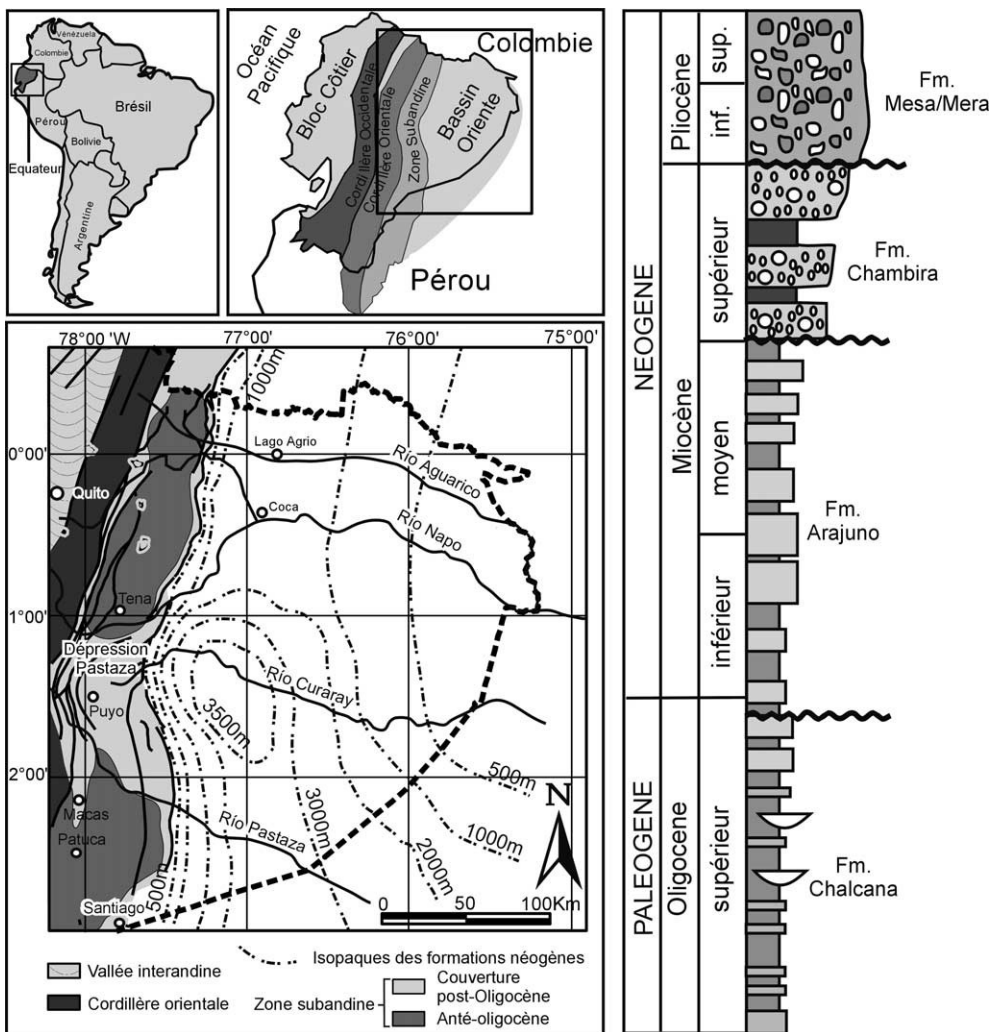 Vénézuela
Colombie
Brésil
Pérou
Bolivie
Equateur
Argentine
Océan
Pacifique
Colombie
Bloc Côtier
Cordillère Occidentale
Cordillère Orientale
Zone Subandine
Bassin
Oriente
Pérou
78°00'W
77°00'
76°00'
75°00'
0°00'
1°00'
2°00'
1000m
Lago Agrio
Río Aguarico
Quito
Coca
Río Napo
Tena
Dépression
Pastaza
Puyo
Río Curaray
3500m
500m
1000m
2000m
3000m
Macas
Patuca
Río Pastaza
500m
Santiago
N
0 50 100Km
Isopaques des formations néogènes
Vallée interandine
Cordillère orientale
Zone subandine
Couverture
post-Oligocène
Anté-oligocène
NEOGENE
PALEOGENE
Pliocène
Miocène
Oligocene
sup.
inf.
supérieur
moyen
inférieur
supérieur
Fm.
Mesa/Mera
Fm.
Chambira
Fm.
Arajuno
Fm.
Chalcana